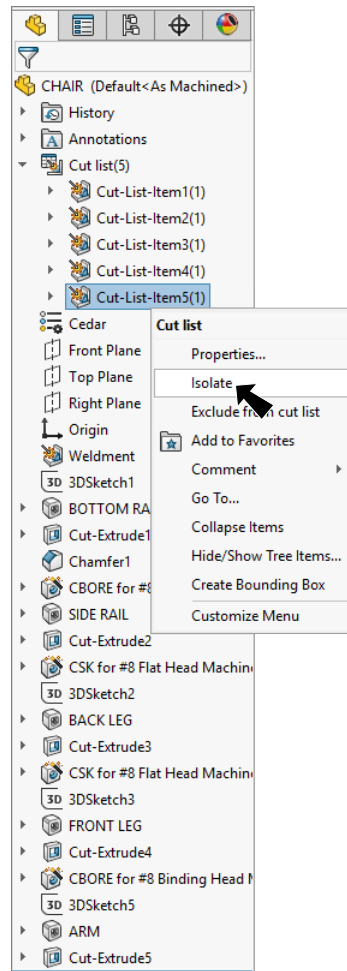 CHAIR (Default<As Machined>)
History
A Annotations
Cut list(5)
Cut-List-Item1(1)
Cut-List-Item2(1)
Cut-List-Item3(1)
Cut-List-Item4(1)
Cut-List-Item5(1)
Cedar
Front Plane
Top Plane
Right Plane
Origin
Weldment
3D 3DSketch1
BOTTOM RA
Cut-Extrude1
Chamfer1
CBORE for #8
SIDE RAIL
Cut-Extrude2
CSK for #8 Flat Head Machin
3D 3DSketch2
BACK LEG
Cut-Extrude3
CSK for #8 Flat Head Machine
3D 3DSketch3
FRONT LEG
Cut-Extrude4
CBORE for #8 Binding Head M
3D 3DSketch5
ARM
Cut-Extrude5
Cut list
Properties...
Isolate
Exclude from cut list
Add to Favorites
Comment
Go To...
Collapse Items
Hide/Show Tree Items...
Create Bounding Box
Customize Menu